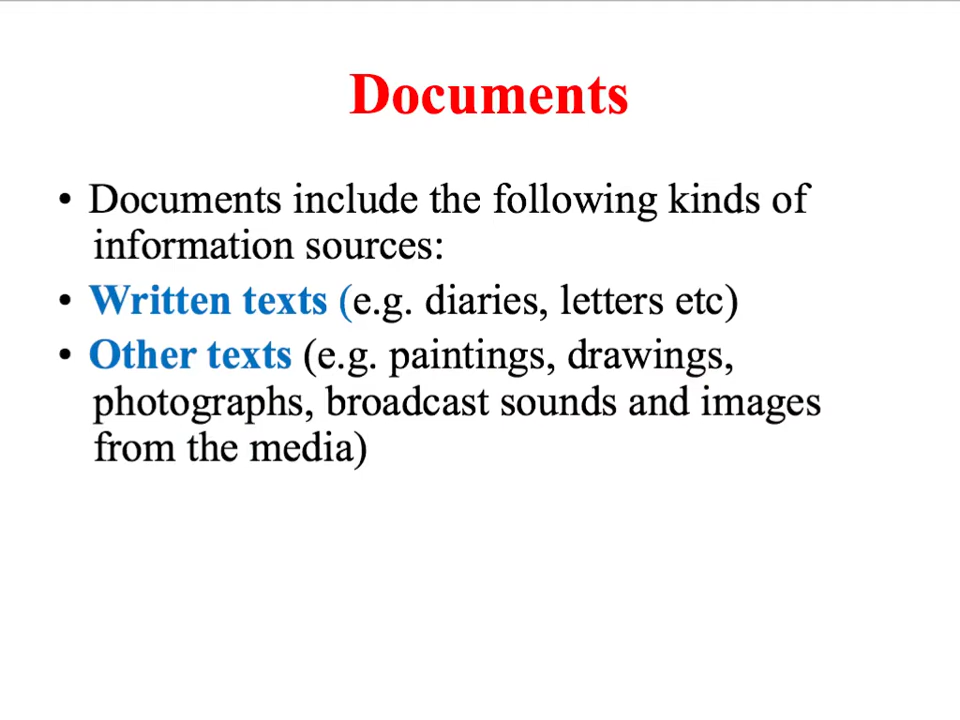 Documents
• Documents include the following kinds of
information sources:
• Written texts (e.g. diaries, letters etc)
• Other texts (e.g. paintings, drawings,
photographs, broadcast sounds and images
from the media)